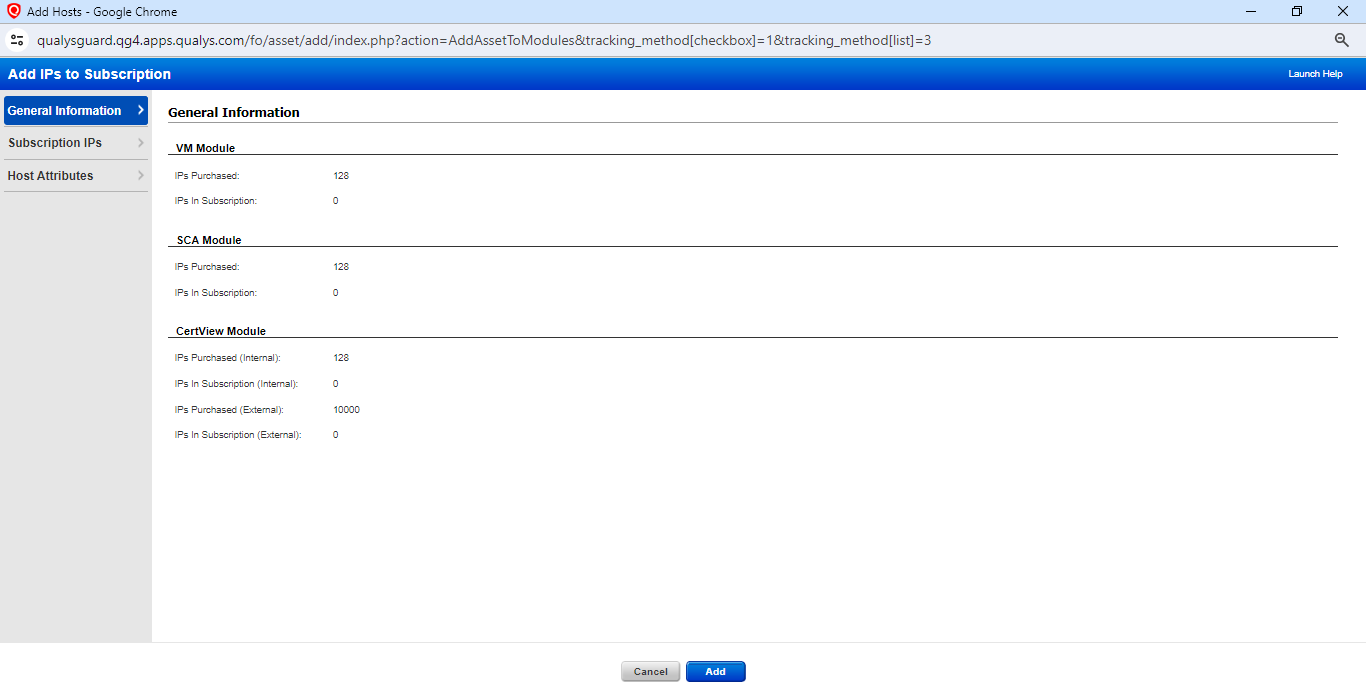 Add Hosts - Google Chrome
qualysguard.qg4.apps.qualys.com/fo/asset/add/index.php?action=AddAssetToModules&tracking_method[checkbox]=1&tracking_method[list]=3
Add IPs to Subscription
Launch Help
General Information
Subscription IPs
Host Attributes
General Information
VM Module
IPs Purchased: 128
IPs In Subscription: 0
SCA Module
IPs Purchased: 128
IPs In Subscription: 0
CertView Module
IPs Purchased (Internal): 128
IPs In Subscription (Internal): 0
IPs Purchased (External): 10000
IPs In Subscription (External): 0
Cancel
Add